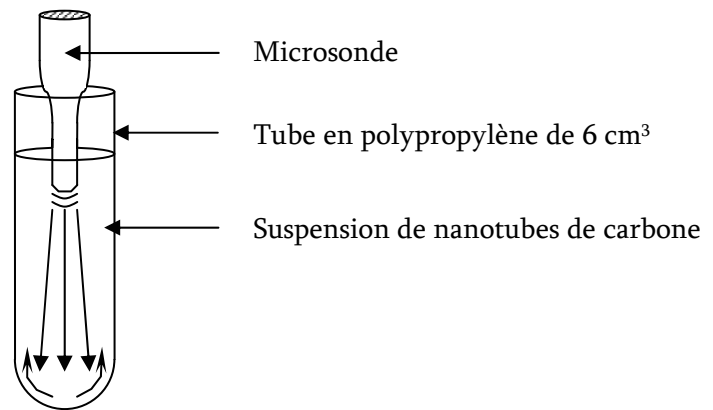 Microsonde
Tube en polypropylène de 6 cm³
Suspension de nanotubes de carbone